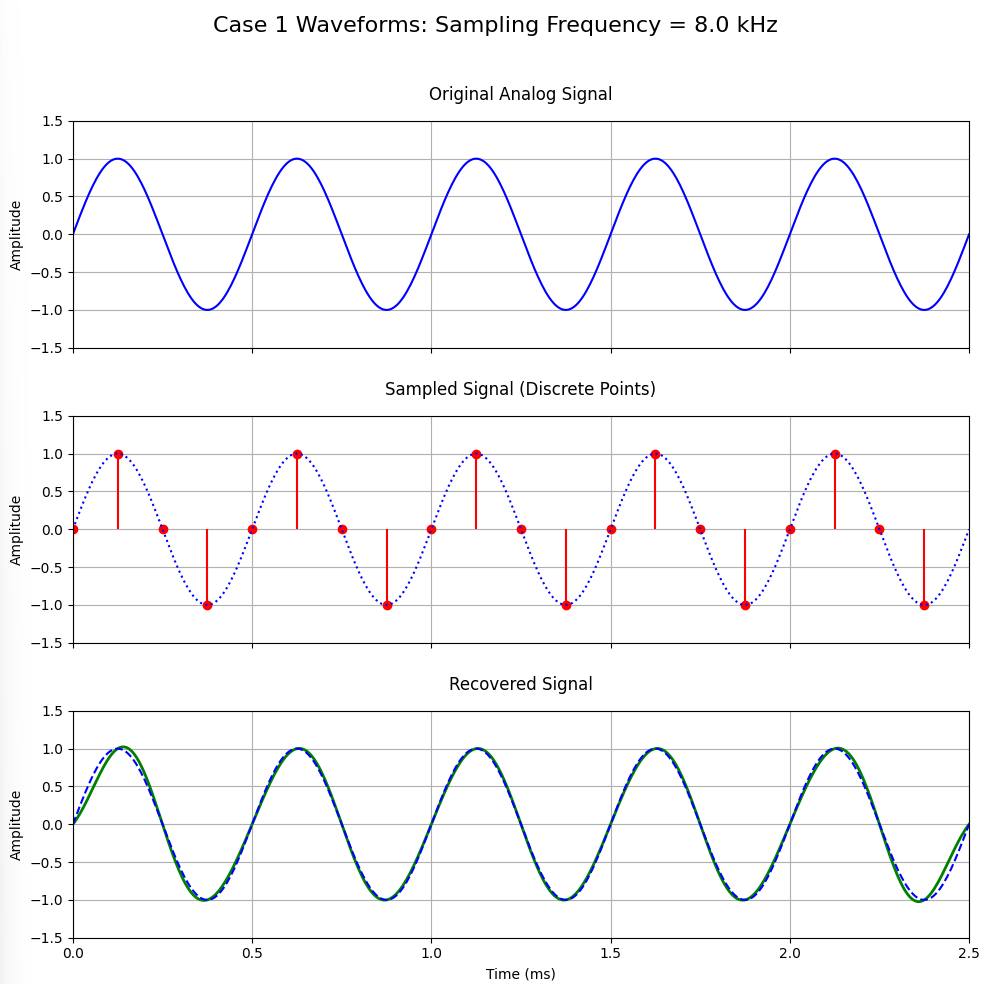 Case 1 Waveforms: Sampling Frequency = 8.0 kHz
Original Analog Signal
1.5
1.0
0.5
0.0
−0.5
−1.0
−1.5
Amplitude
Sampled Signal (Discrete Points)
1.5
1.0
0.5
0.0
−0.5
−1.0
−1.5
Amplitude
Recovered Signal
1.5
1.0
0.5
0.0
−0.5
−1.0
−1.5
Amplitude
0.0 0.5 1.0 1.5 2.0 2.5
Time (ms)